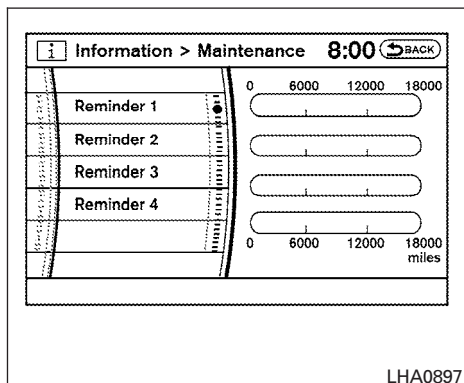 i Information > Maintenance 8:00 BACK
0 6000 12000 18000
Reminder 1
Reminder 2
Reminder 3
Reminder 4
0 6000 12000 18000
miles
LHA0897